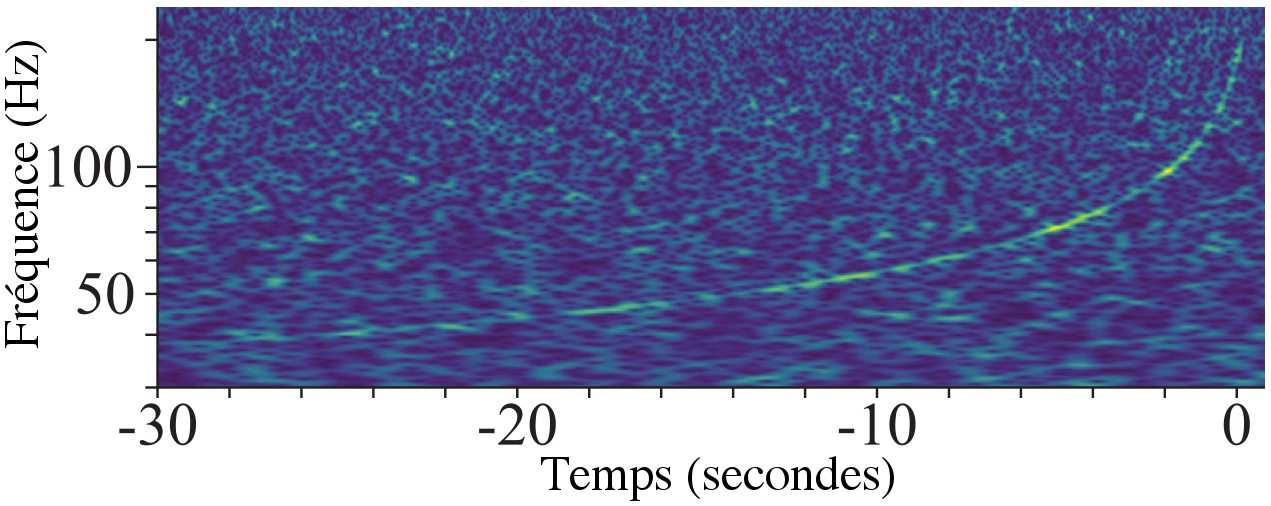 Fréquence (Hz)
100
50
-30 -20 -10 0
Temps (secondes)